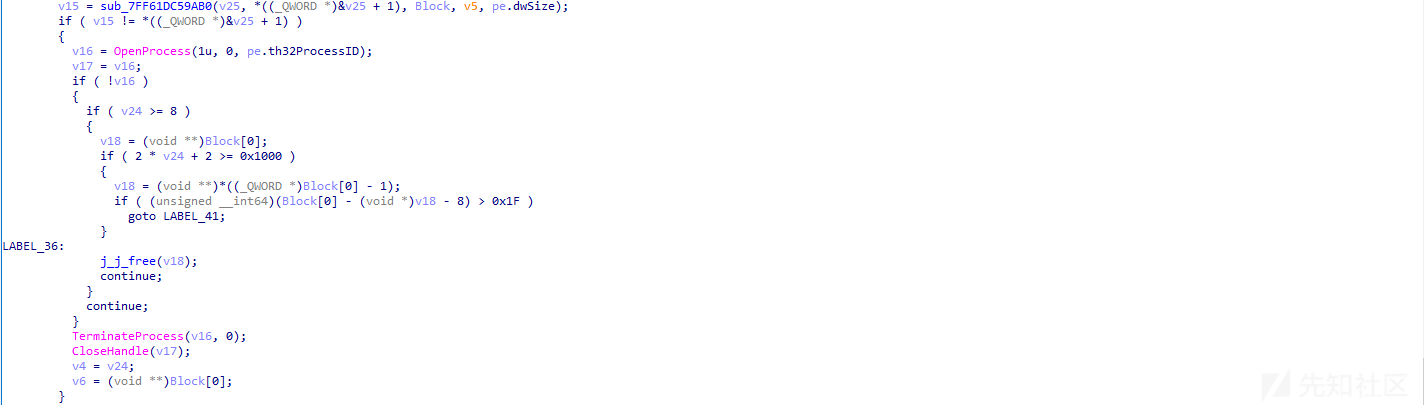 v15 = sub_7FF61DC59AB0(v25, *((_QWORD *)&v25 + 1), Block, v5, pe.dwSize);
if ( v15 != *((_QWORD *)&v25 + 1) )
{
v16 = OpenProcess(1u, 0, pe.th32ProcessID);
v17 = v16;
if ( !v16 )
{
if ( v24 >= 8 )
{
v18 = (void **)Block[0];
if ( 2 * v24 + 2 >= 0x1000 )
{
v18 = (void **)*((_QWORD *)Block[0] - 1);
if ( (unsigned __int64)(Block[0] - (void *)v18 - 8) > 0x1F )
goto LABEL_41;
}
LABEL_36:
j_j_free(v18);
continue;
}
continue;
}
TerminateProcess(v16, 0);
CloseHandle(v17);
v4 = v24;
v6 = (void **)Block[0];
}
先知社区